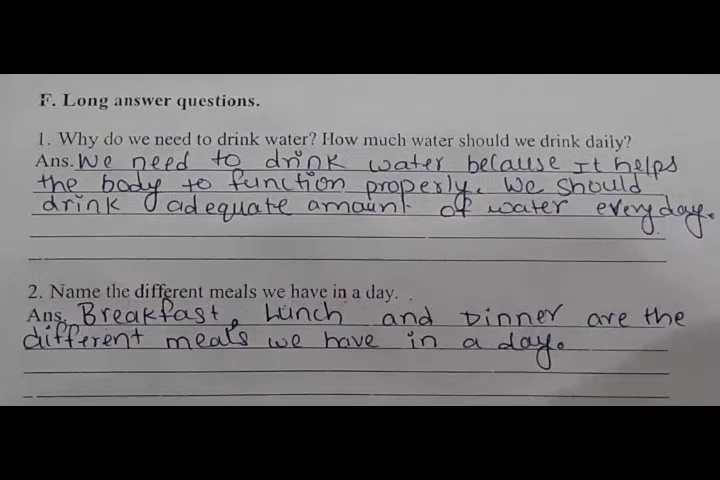 F. Long answer questions.
1. Why do we need to drink water? How much water should we drink daily?
Ans. We need to drink water because It helps
the body to function properly. We should
drink adequate amount of water everyday.
2. Name the different meals we have in a day.
Ans. Breakfast, Lunch and Dinner are the
different meals we have in a day.